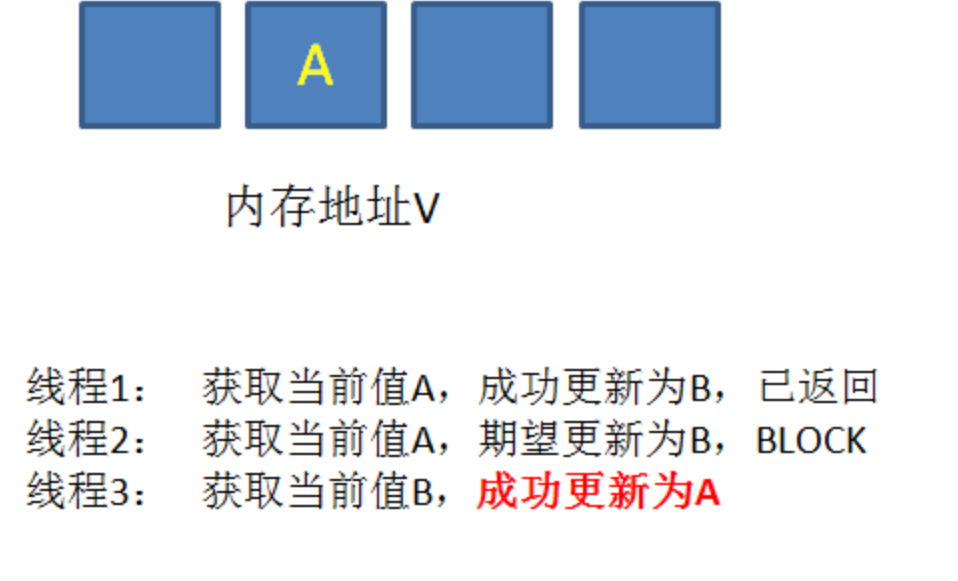 A
内存地址V
线程1： 获取当前值A，成功更新为B，已返回
线程2： 获取当前值A，期望更新为B，BLOCK
线程3： 获取当前值B，成功更新为A